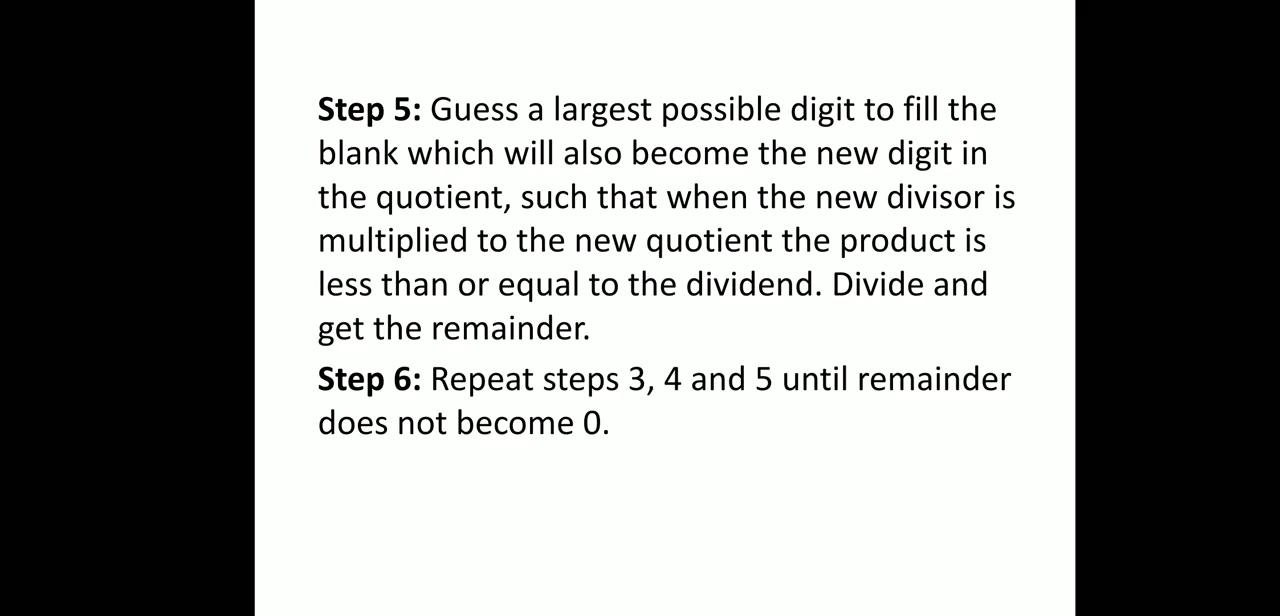 Step 5: Guess a largest possible digit to fill the
blank which will also become the new digit in
the quotient, such that when the new divisor is
multiplied to the new quotient the product is
less than or equal to the dividend. Divide and
get the remainder.
Step 6: Repeat steps 3, 4 and 5 until remainder
does not become 0.